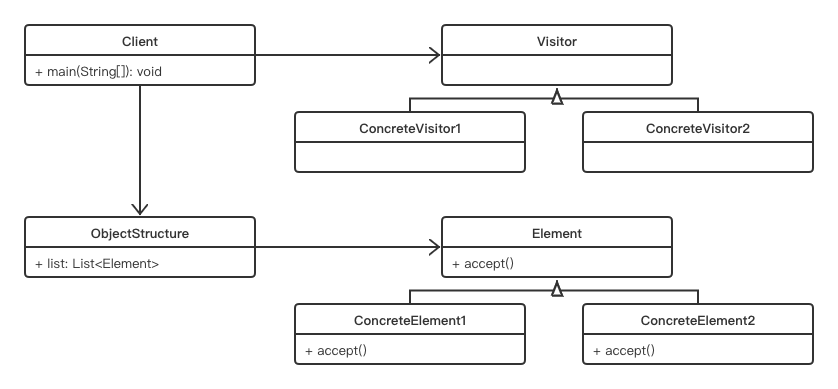 Client
+ main(String[]): void
Visitor
ConcreteVisitor1
ConcreteVisitor2
ObjectStructure
+ list: List<Element>
Element
+ accept()
ConcreteElement1
+ accept()
ConcreteElement2
+ accept()